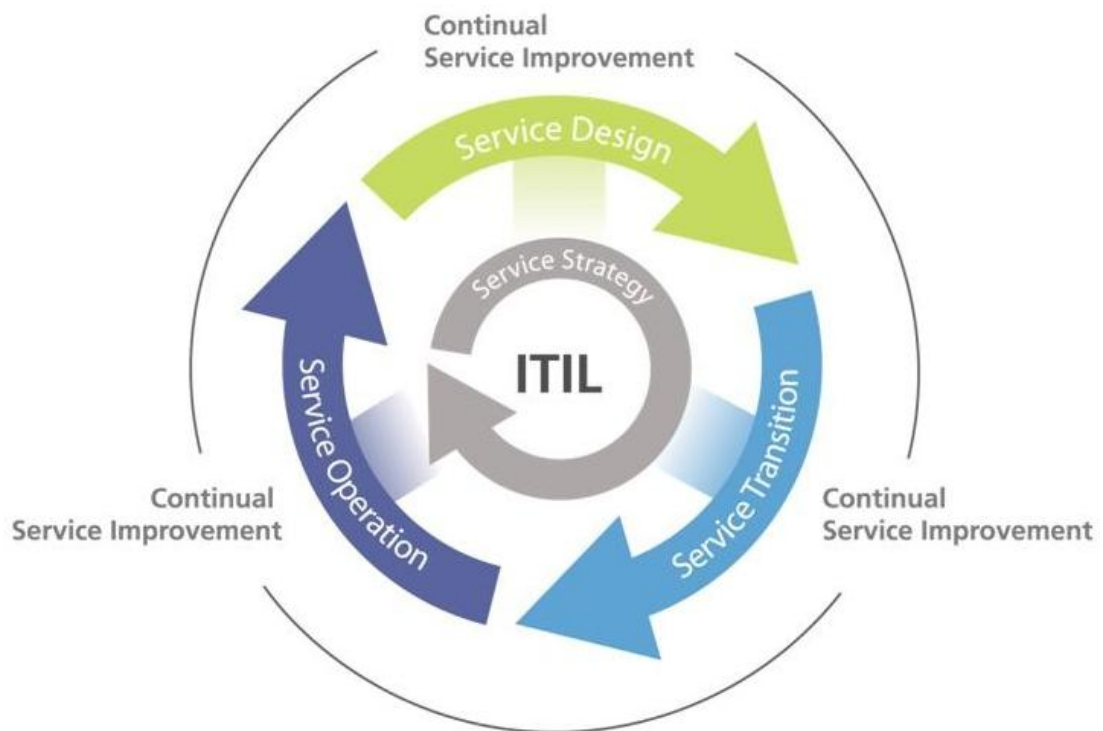 Continual
Service Improvement
Service Design
Service Strategy
ITIL
Service Operation
Service Transition
Continual
Service Improvement
Continual
Service Improvement